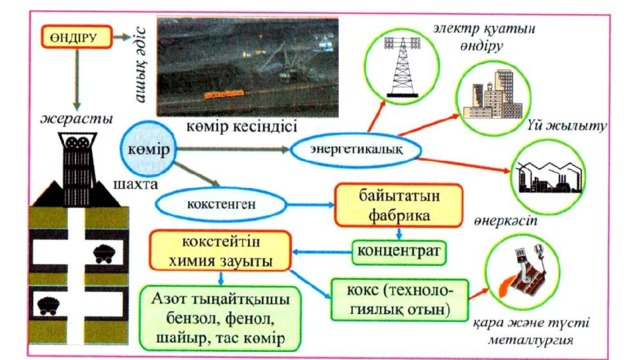 ӨНДІРУ
ашық әдіс
электр қуатын
өндіру
жерасты
көмір кесіндісі
Үй жылыту
көмір
энергетикалық
шахта
кокстенген
байытатын
фабрика
өнеркәсіп
кокстейтін
химия зауыты
концентрат
Азот тыңайтқышы
бензол, фенол,
шайыр, тас көмір
кокс (техноло-
гиялық отын)
қара және түсті
металлургия